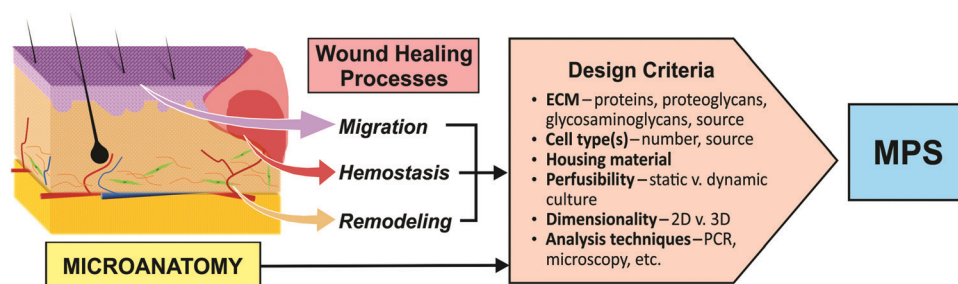 Wound Healing
Processes
Migration
Hemostasis
Remodeling
MICROANATOMY
Design Criteria
• ECM – proteins, proteoglycans,
glycosaminoglycans, source
• Cell type(s) – number, source
• Housing material
• Perfusibility – static v. dynamic
culture
• Dimensionality – 2D v. 3D
• Analysis techniques – PCR,
microscopy, etc.
MPS